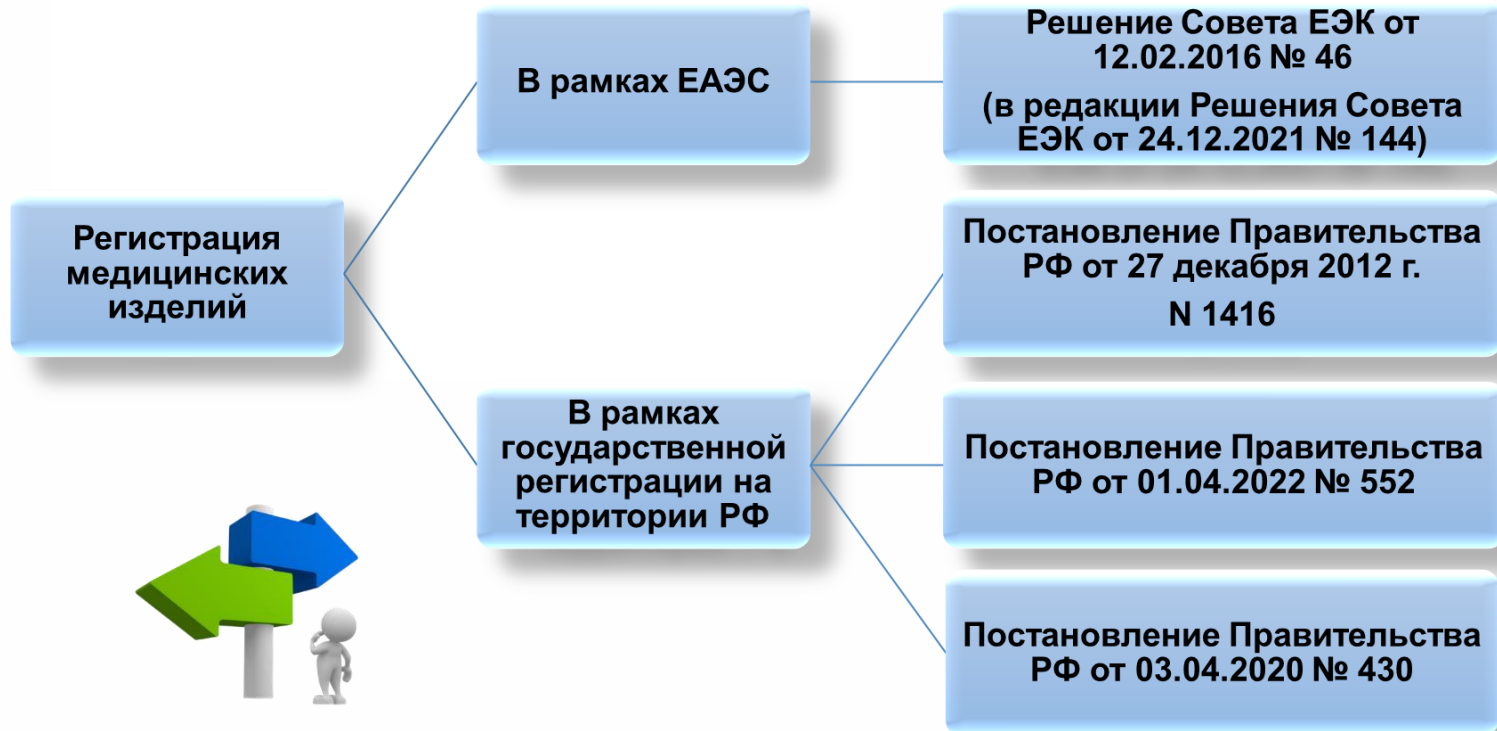 Регистрация
медицинских
изделий
В рамках ЕАЭС
Решение Совета ЕЭК от
12.02.2016 № 46
(в редакции Решения Совета
ЕЭК от 24.12.2021 № 144)
В рамках
государственной
регистрации на
территории РФ
Постановление Правительства
РФ от 27 декабря 2012 г.
N 1416
Постановление Правительства
РФ от 01.04.2022 № 552
Постановление Правительства
РФ от 03.04.2020 № 430